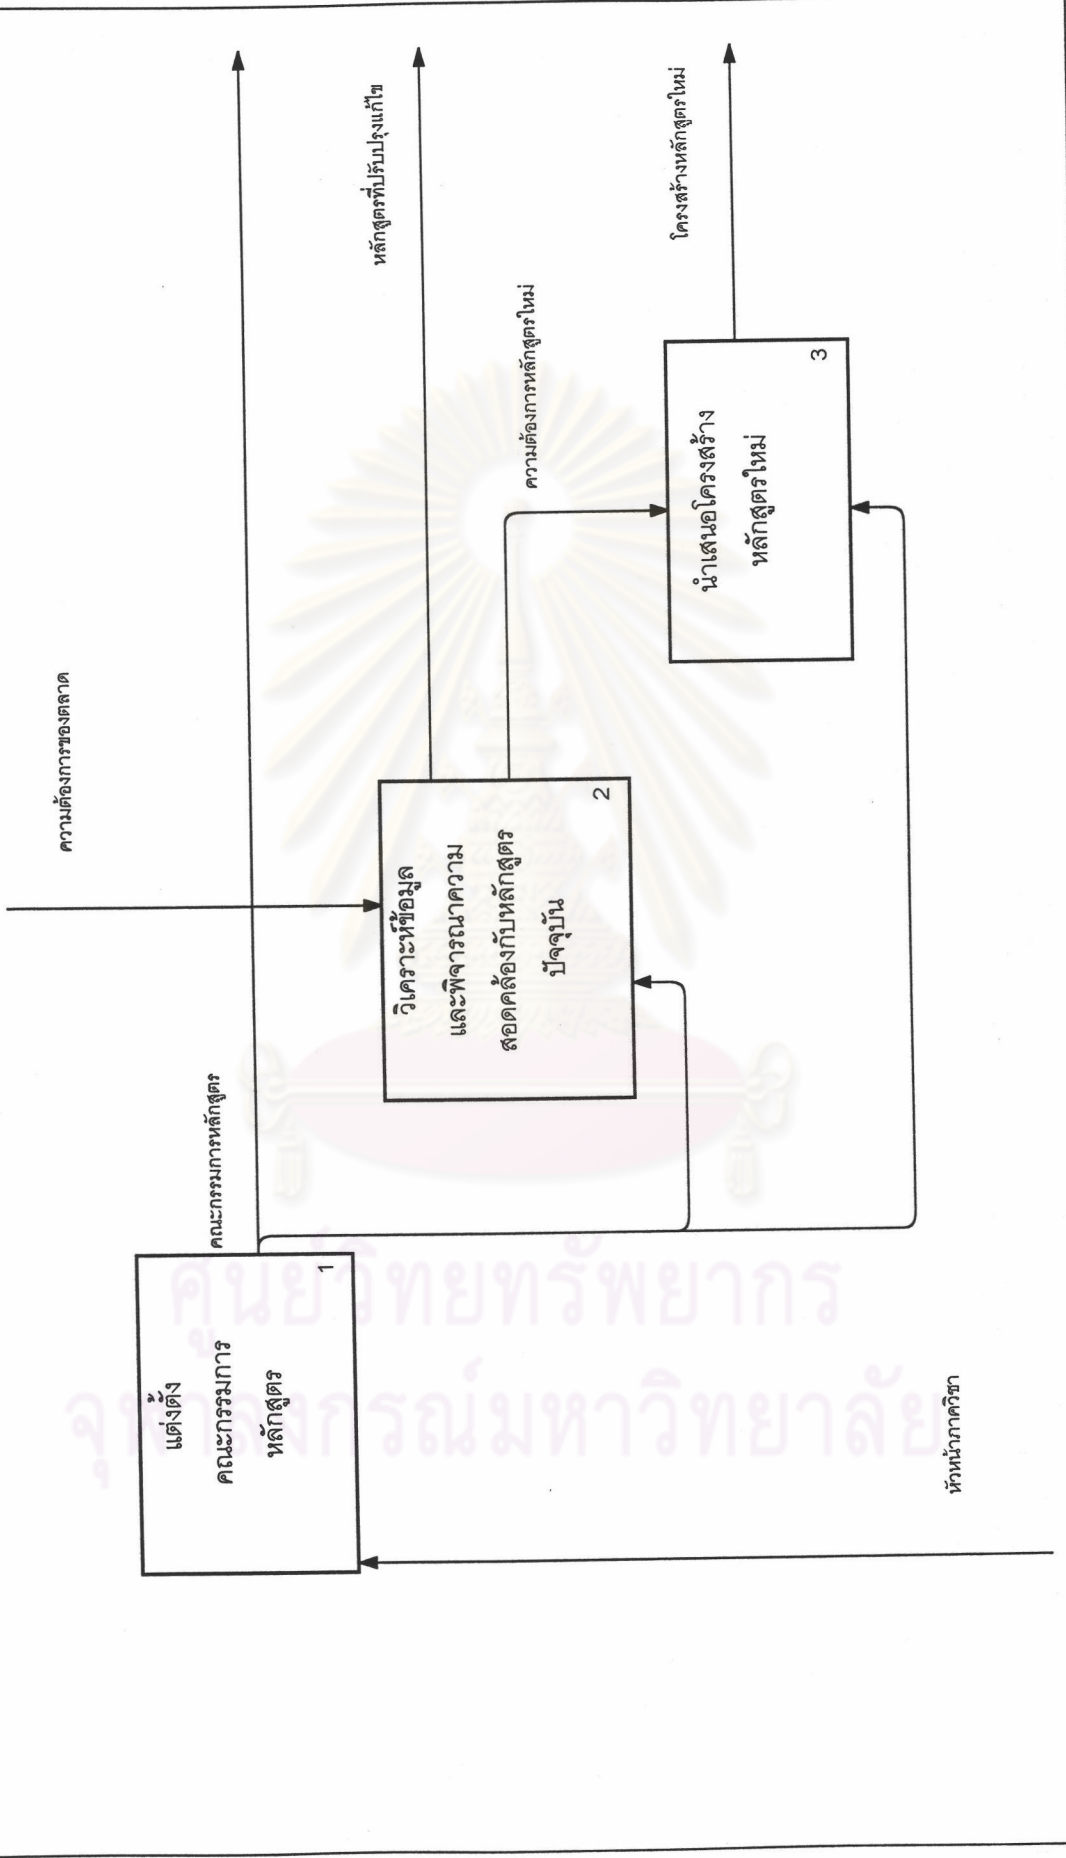 ความต้องการของตลาด
คณะกรรมการหลักสูตร
แต่งตั้ง
คณะกรรมการ
หลักสูตร
1
หลักสูตรที่ปรับปรุงแก้ไข
วิเคราะห์ข้อมูล
และพิจารณาความ
สอดคล้องกับหลักสูตร
ปัจจุบัน
2
ความต้องการหลักสูตรใหม่
โครงสร้างหลักสูตรใหม่
นำเสนอโครงสร้าง
หลักสูตรใหม่
3
หัวหน้าภาควิชา
ศูนย์วิทยทรัพยากร
จุฬาลงกรณ์มหาวิทยาลัย